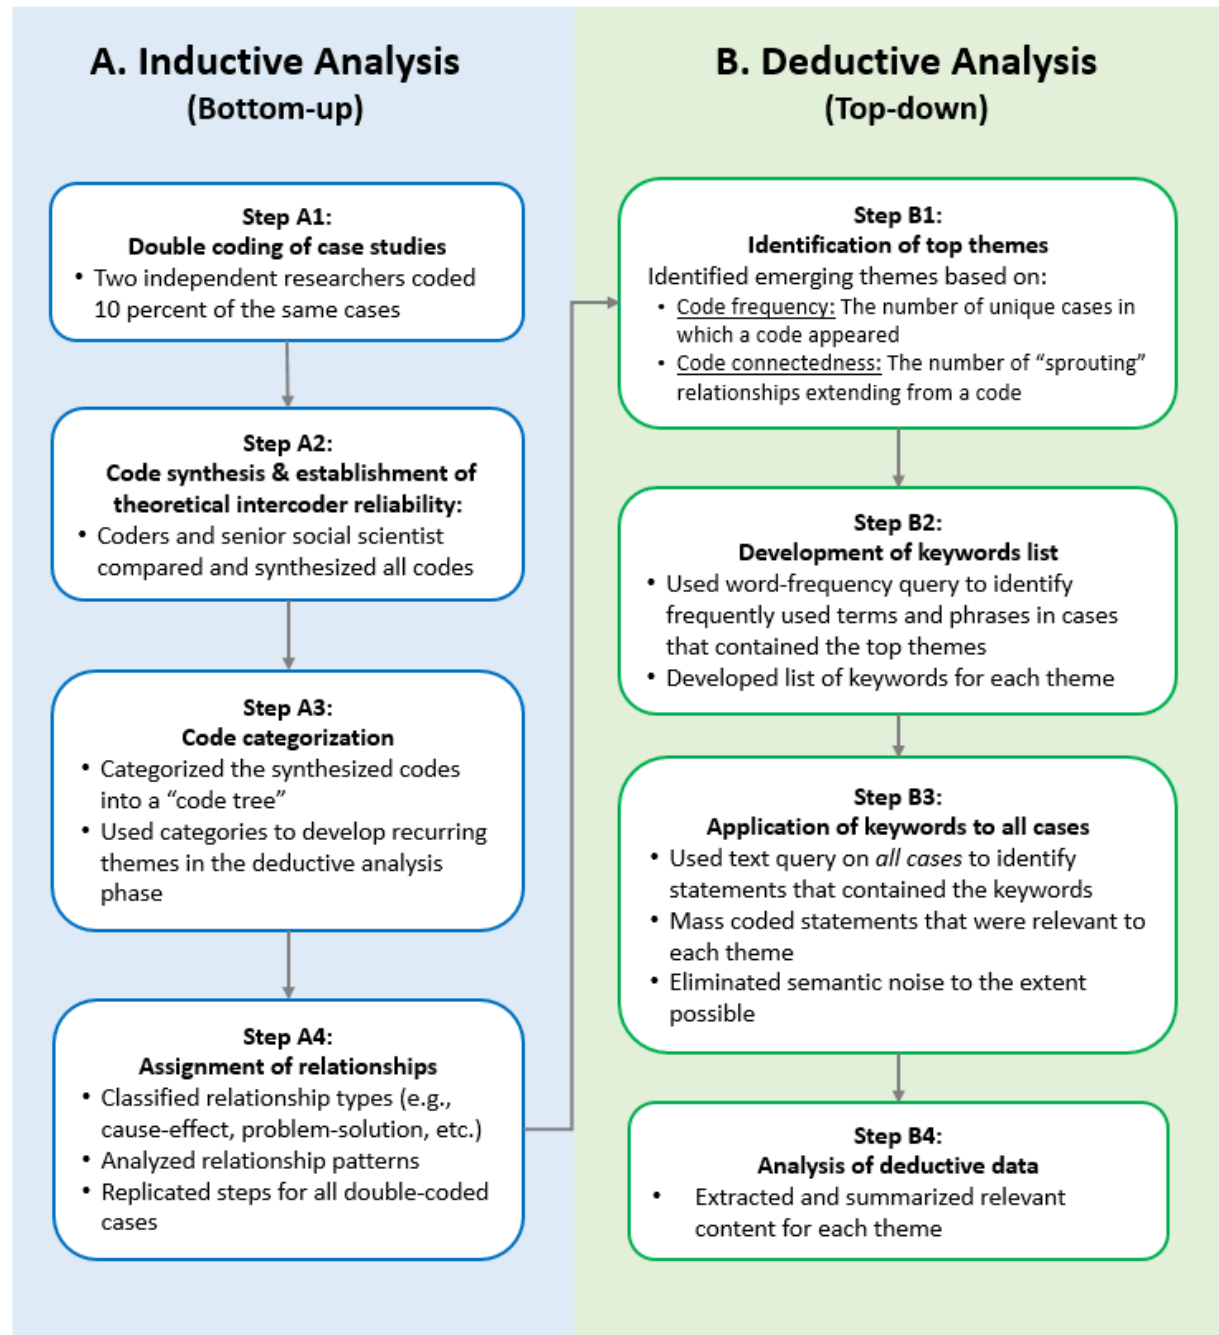 A. Inductive Analysis
(Bottom-up)
Step A1:
Double coding of case studies
• Two independent researchers coded
10 percent of the same cases
Step A2:
Code synthesis & establishment of
theoretical intercoder reliability:
• Coders and senior social scientist
compared and synthesized all codes
Step A3:
Code categorization
• Categorized the synthesized codes
into a “code tree”
• Used categories to develop recurring
themes in the deductive analysis
phase
Step A4:
Assignment of relationships
• Classified relationship types (e.g.,
cause-effect, problem-solution, etc.)
• Analyzed relationship patterns
• Replicated steps for all double-coded
cases
B. Deductive Analysis
(Top-down)
Step B1:
Identification of top themes
Identified emerging themes based on:
• Code frequency: The number of unique cases in
which a code appeared
• Code connectedness: The number of “sprouting”
relationships extending from a code
Step B2:
Development of keywords list
• Used word-frequency query to identify
frequently used terms and phrases in cases
that contained the top themes
• Developed list of keywords for each theme
Step B3:
Application of keywords to all cases
• Used text query on all cases to identify
statements that contained the keywords
• Mass coded statements that were relevant to
each theme
• Eliminated semantic noise to the extent
possible
Step B4:
Analysis of deductive data
• Extracted and summarized relevant
content for each theme